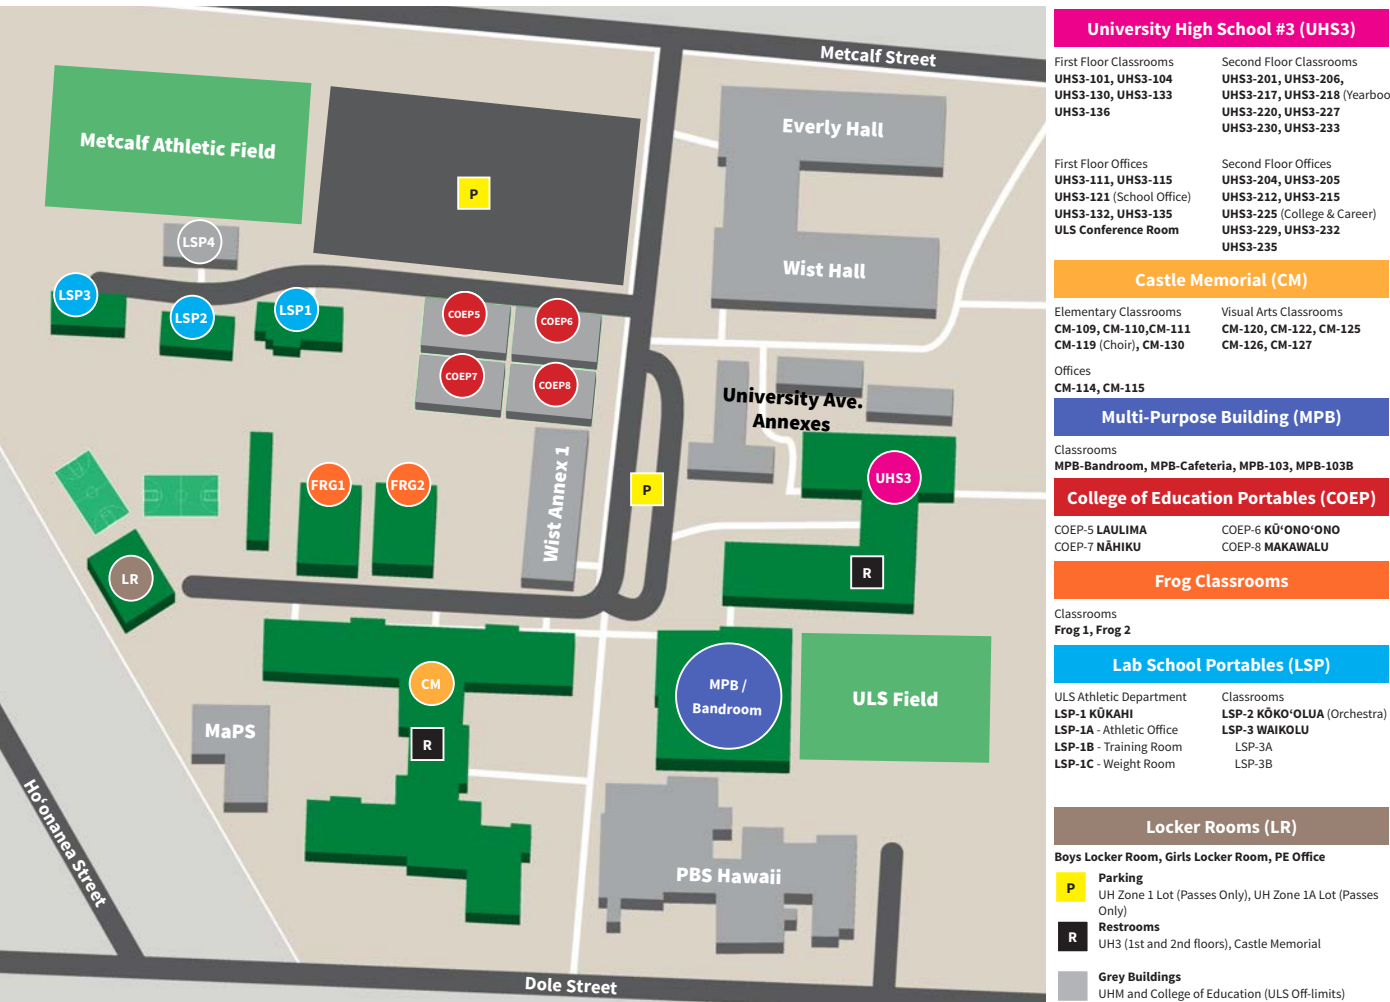 Metcalf Street
Metcalf Athletic Field
P
Everly Hall
Wist Hall
LSP4
LSP3
LSP2
LSP1
COEP5
COEP6
COEP7
COEP8
University Ave.
Annexes
Wist Annex 1
P
UHS3
FRG1
FRG2
R
LR
CM
R
MPB /
Bandroom
ULS Field
MaPS
PBS Hawaii
Hoʻonanea Street
Dole Street
University High School #3 (UHS3)
First Floor Classrooms
UHS3-101, UHS3-104
UHS3-130, UHS3-133
UHS3-136
Second Floor Classrooms
UHS3-201, UHS3-206,
UHS3-217, UHS3-218 (Yearboo
UHS3-220, UHS3-227
UHS3-230, UHS3-233
First Floor Offices
UHS3-111, UHS3-115
UHS3-121 (School Office)
UHS3-132, UHS3-135
ULS Conference Room
Second Floor Offices
UHS3-204, UHS3-205
UHS3-212, UHS3-215
UHS3-225 (College & Career)
UHS3-229, UHS3-232
UHS3-235
Castle Memorial (CM)
Elementary Classrooms
CM-109, CM-110,CM-111
CM-119 (Choir), CM-130
Visual Arts Classrooms
CM-120, CM-122, CM-125
CM-126, CM-127
Offices
CM-114, CM-115
Multi-Purpose Building (MPB)
Classrooms
MPB-Bandroom, MPB-Cafeteria, MPB-103, MPB-103B
College of Education Portables (COEP)
COEP-5 LAULIMA
COEP-7 NĀHIKU
COEP-6 KŪʻONOʻONO
COEP-8 MAKAWALU
Frog Classrooms
Classrooms
Frog 1, Frog 2
Lab School Portables (LSP)
ULS Athletic Department
LSP-1 KŪKAHI
LSP-1A - Athletic Office
LSP-1B - Training Room
LSP-1C - Weight Room
Classrooms
LSP-2 KŌKOʻOLUA (Orchestra)
LSP-3 WAIKOLU
LSP-3A
LSP-3B
Locker Rooms (LR)
Boys Locker Room, Girls Locker Room, PE Office
P
Parking
UH Zone 1 Lot (Passes Only), UH Zone 1A Lot (Passes
Only)
R
Restrooms
UH3 (1st and 2nd floors), Castle Memorial
Grey Buildings
UHM and College of Education (ULS Off-limits)